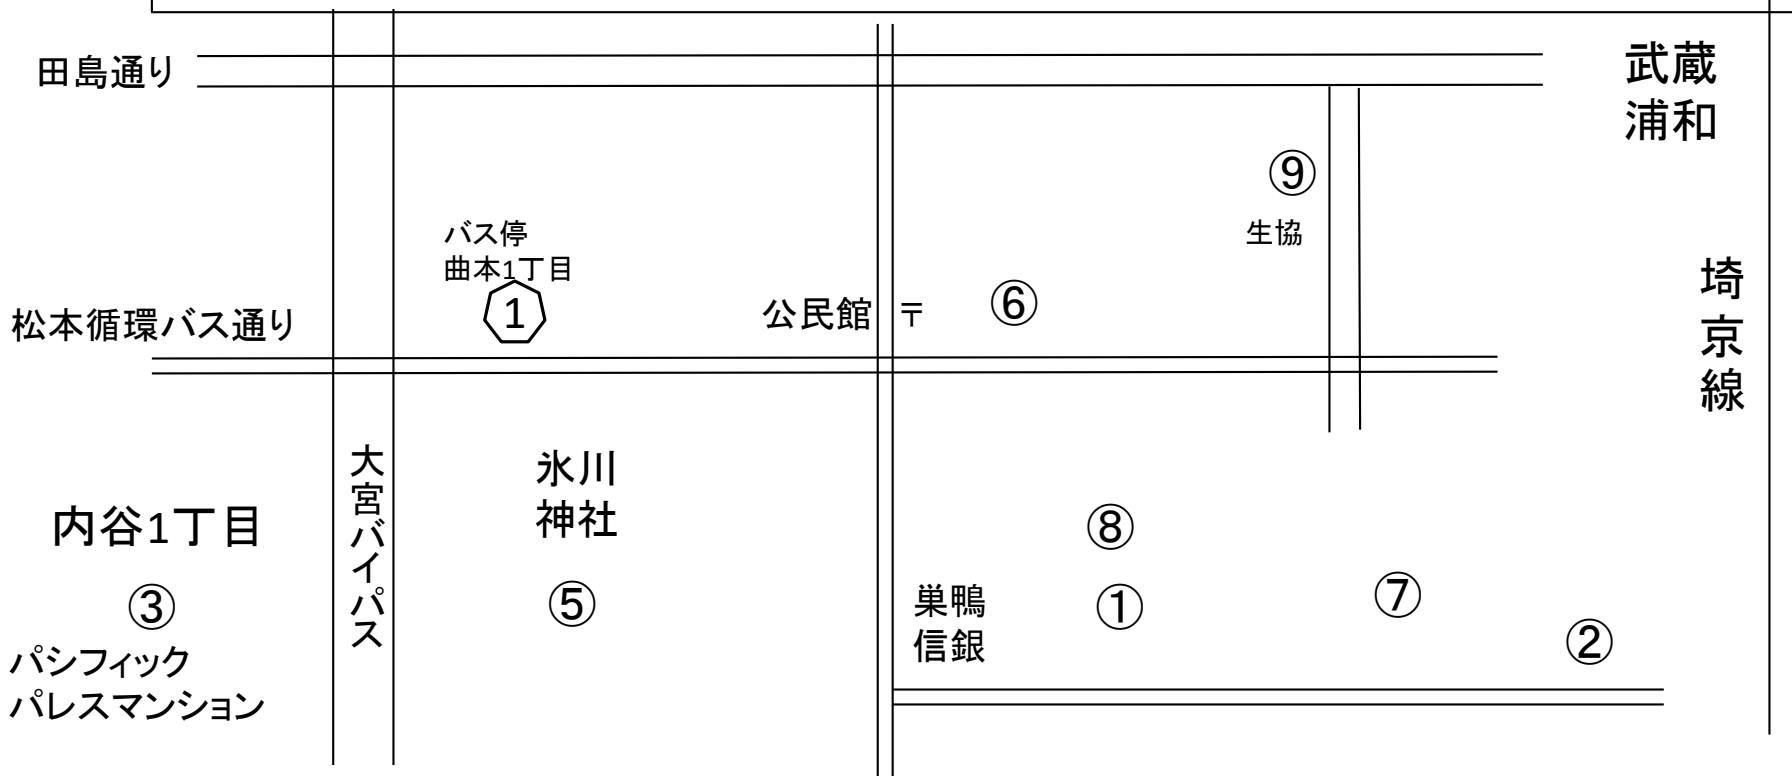 田島通り
武蔵
浦和
⑨
生協
バス停
曲本1丁目
1
松本循環バス通り
公民館
〒
⑥
埼
京
線
大宮バイパス
氷川
神社
⑤
内谷1丁目
③
パシフィック
パレスマンション
⑧
巣鴨
信銀
①
⑦
②